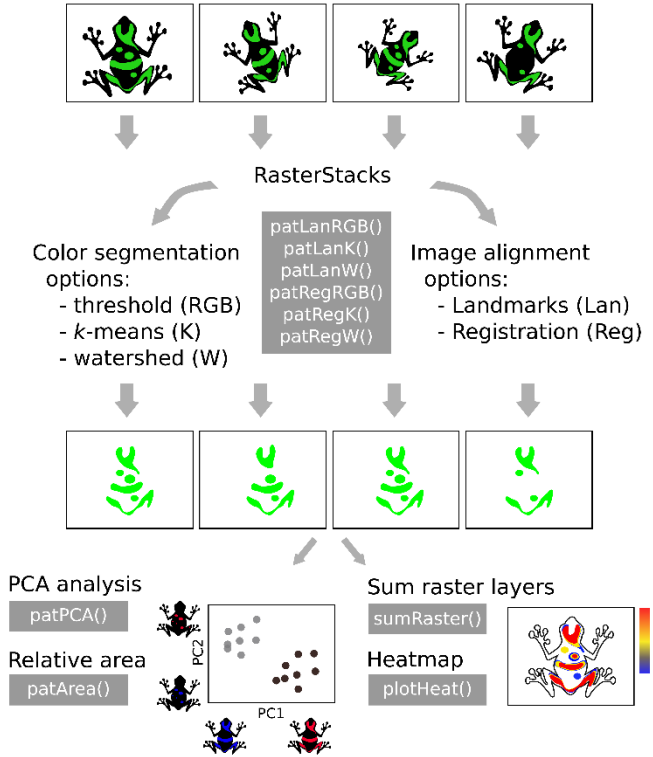 RasterStacks
Color segmentation
options:
- threshold (RGB)
- k-means (K)
- watershed (W)
patLanRGB()
patLanK()
patLanW()
patRegRGB()
patRegK()
patRegW()
Image alignment
options:
- Landmarks (Lan)
- Registration (Reg)
PCA analysis
patPCA()
Relative area
patArea()
PC2
PC1
Sum raster layers
sumRaster()
Heatmap
plotHeat()